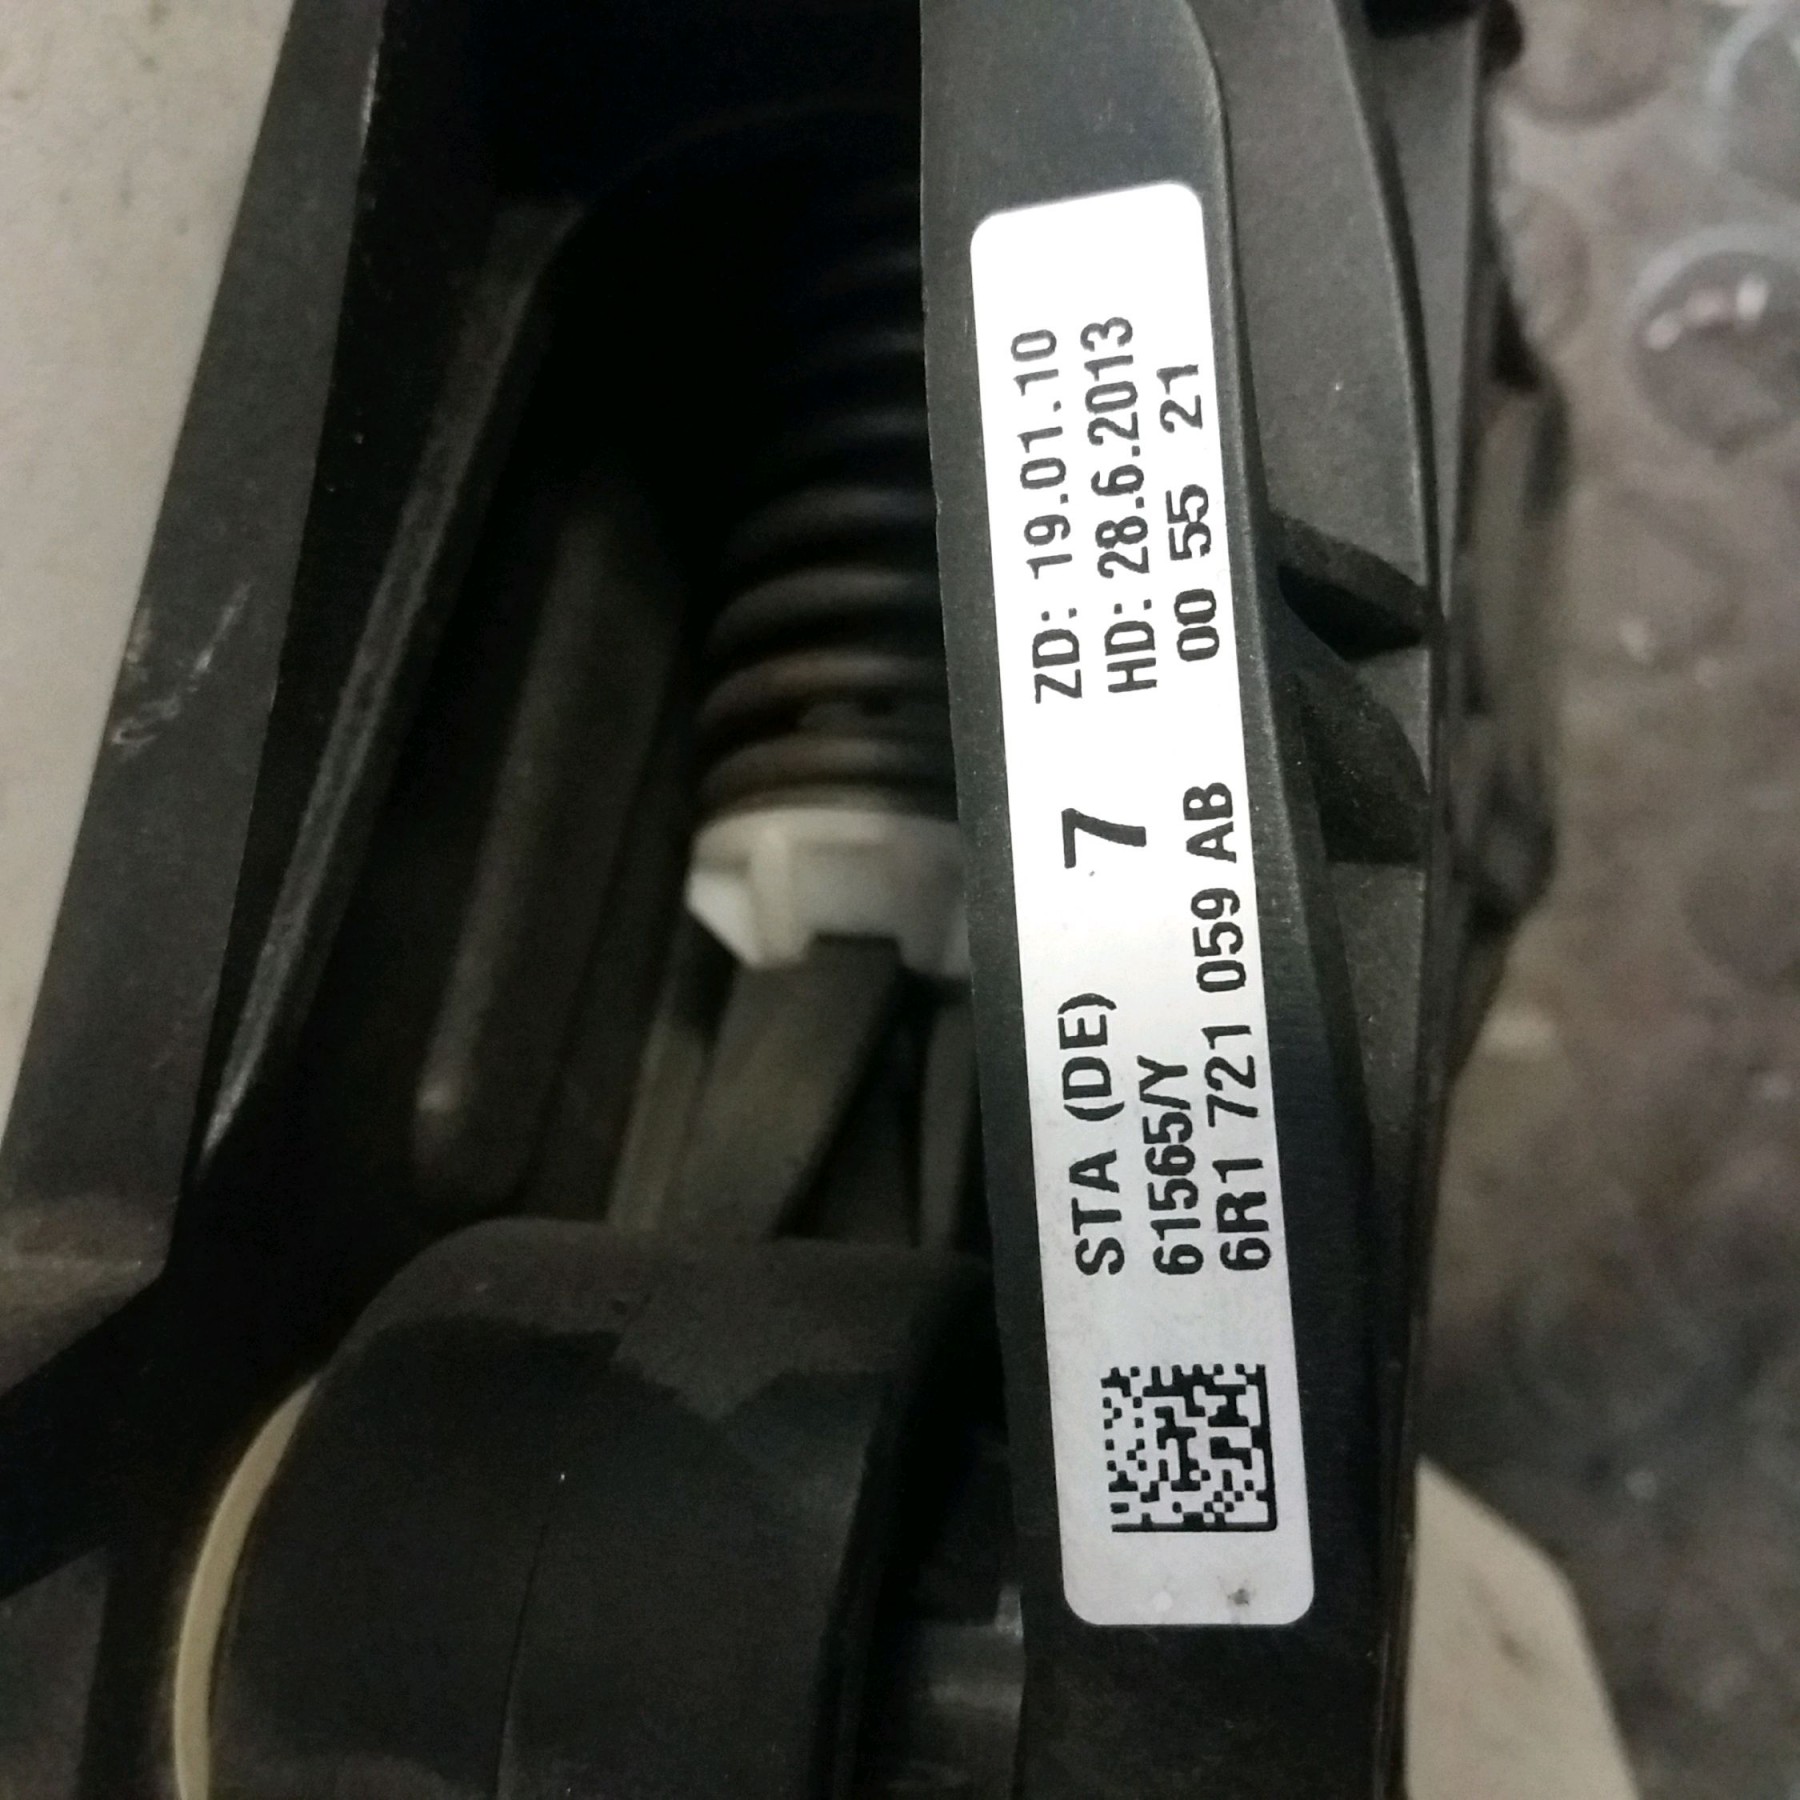 STA (DE) 7 ZD: 19.01.10
61565/Y HD: 28.6.2013
6R1 721 059 AB 00 55 21